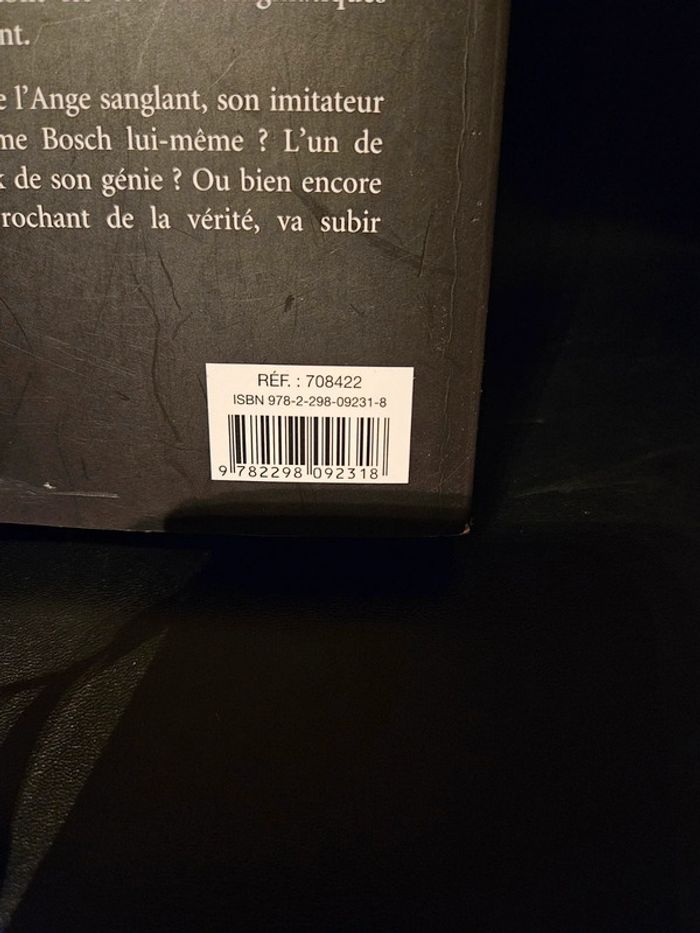 nt.
e l'Ange sanglant, son imitateur
me Bosch lui-même ? L'un de
x de son génie ? Ou bien encore
rochant de la vérité, va subir
RÉF. : 708422
ISBN 978-2-298-09231-8
9 782298 092318